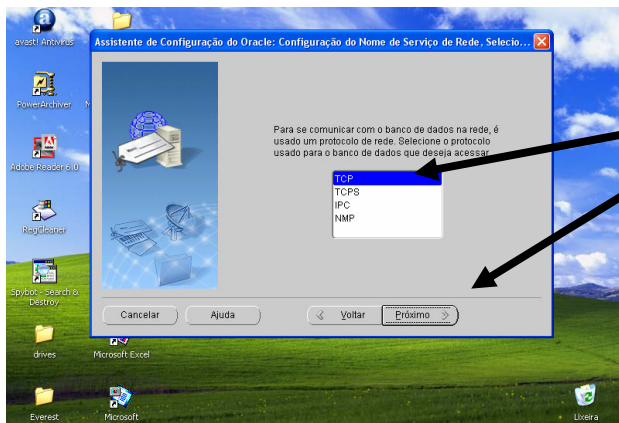 avast! Antivirus
Assistente de Configuração do Oracle: Configuração do Nome de Serviço de Rede, Selecio...
PowerArchiver
Para se comunicar com o banco de dados na rede, é
usado um protocolo de rede. Selecione o protocolo
usado para o banco de dados que deseja acessar
Adobe Reader 6.0
TCP
TCPS
IPC
NMP
RegCleaner
Spybot - Search &
Destroy
Cancelar
Ajuda
Voltar
Próximo
drives
Microsoft Excel
Everest
Microsoft
Lixeira